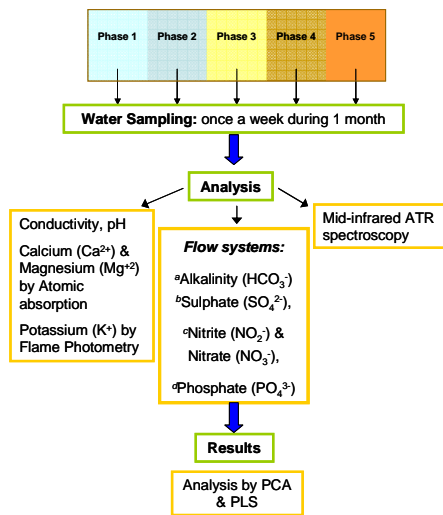 Phase 1 Phase 2 Phase 3 Phase 4 Phase 5
Water Sampling: once a week during 1 month
Analysis
Conductivity, pH
Calcium (Ca²⁺) &
Magnesium (Mg⁺²)
by Atomic
absorption
Potassium (K⁺) by
Flame Photometry
Flow systems:
ᵃAlkalinity (HCO₃⁻)
ᵇSulphate (SO₄²⁻),
ᶜNitrite (NO₂⁻) &
Nitrate (NO₃⁻),
ᵈPhosphate (PO₄³⁻)
Mid-infrared ATR
spectroscopy
Results
Analysis by PCA
& PLS